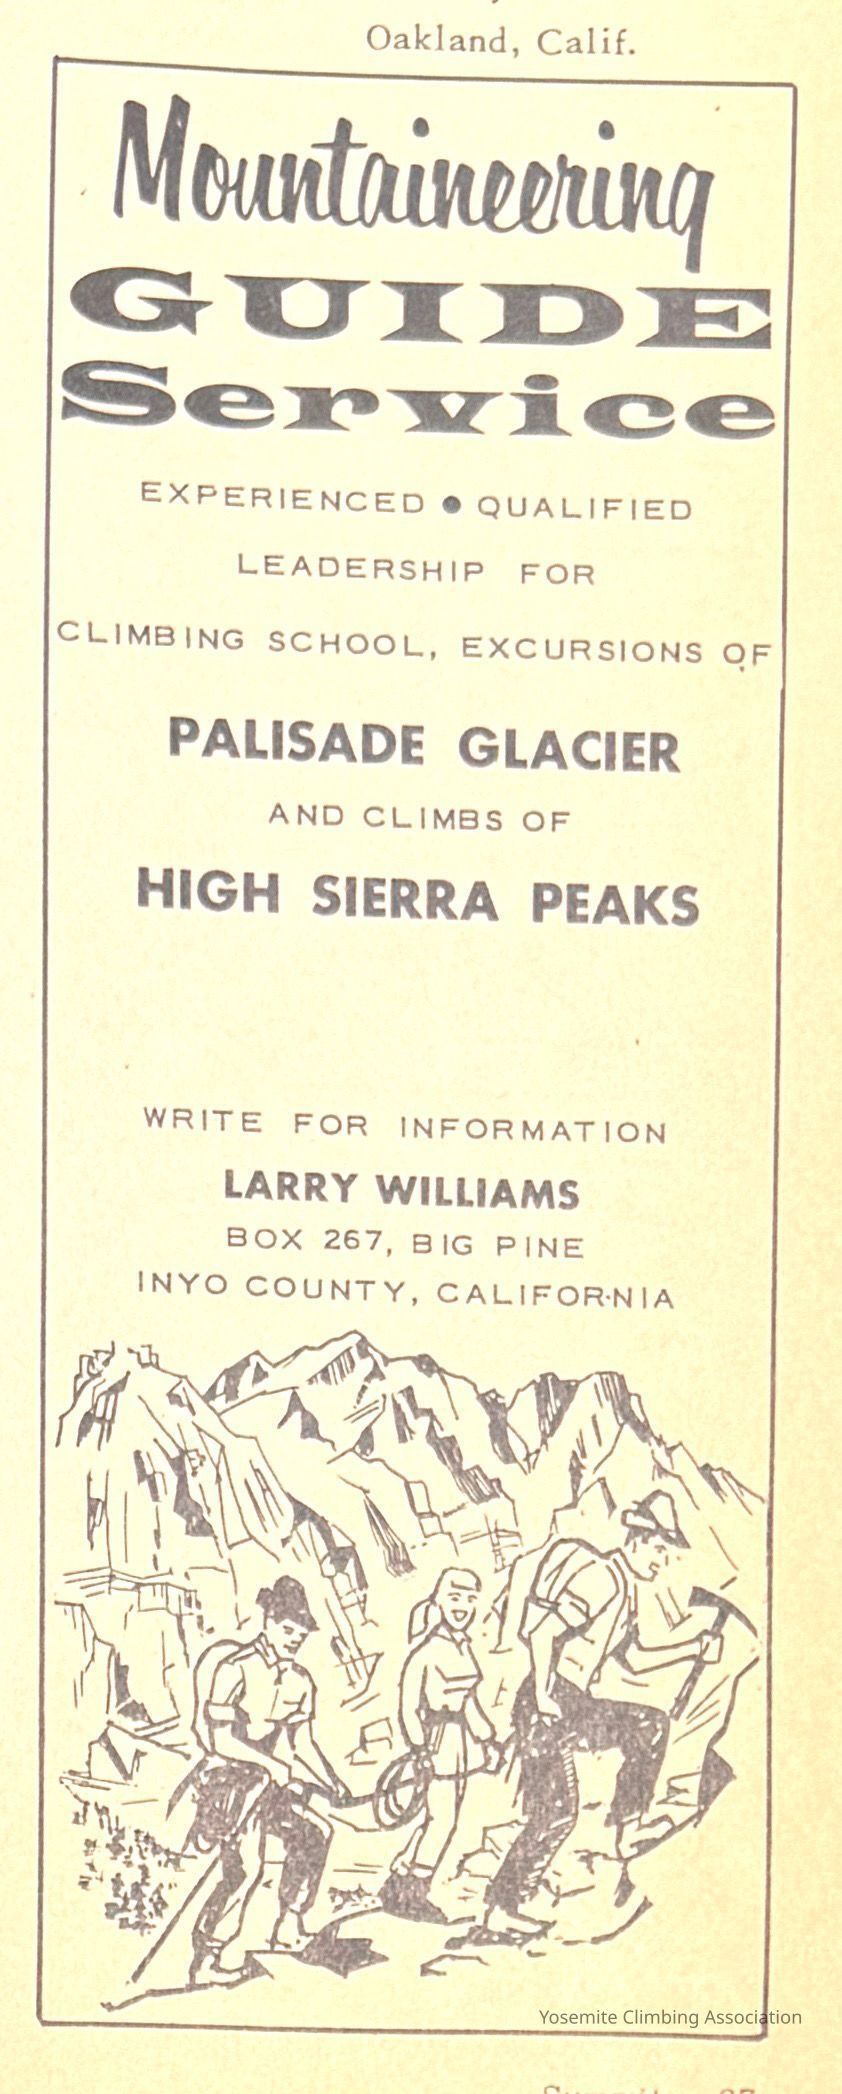 Oakland, Calif.
Mountaineering
GUIDE
Service
EXPERIENCED ● QUALIFIED
LEADERSHIP FOR
CLIMBING SCHOOL, EXCURSIONS OF
PALISADE GLACIER
AND CLIMBS OF
HIGH SIERRA PEAKS
WRITE FOR INFORMATION
LARRY WILLIAMS
BOX 267, BIG PINE
INYO COUNTY, CALIFORNIA
Yosemite Climbing Association